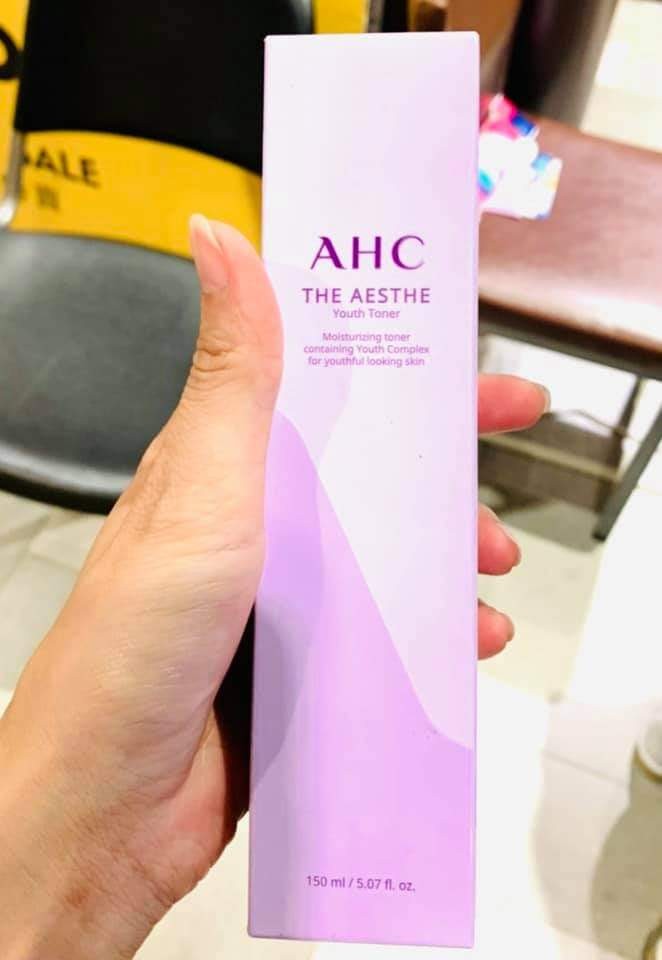 AHC
THE AESTHE
Youth Toner
Moisturizing toner
containing Youth Complex
for youthful looking skin
150 ml / 5.07 fl. oz.
ALE